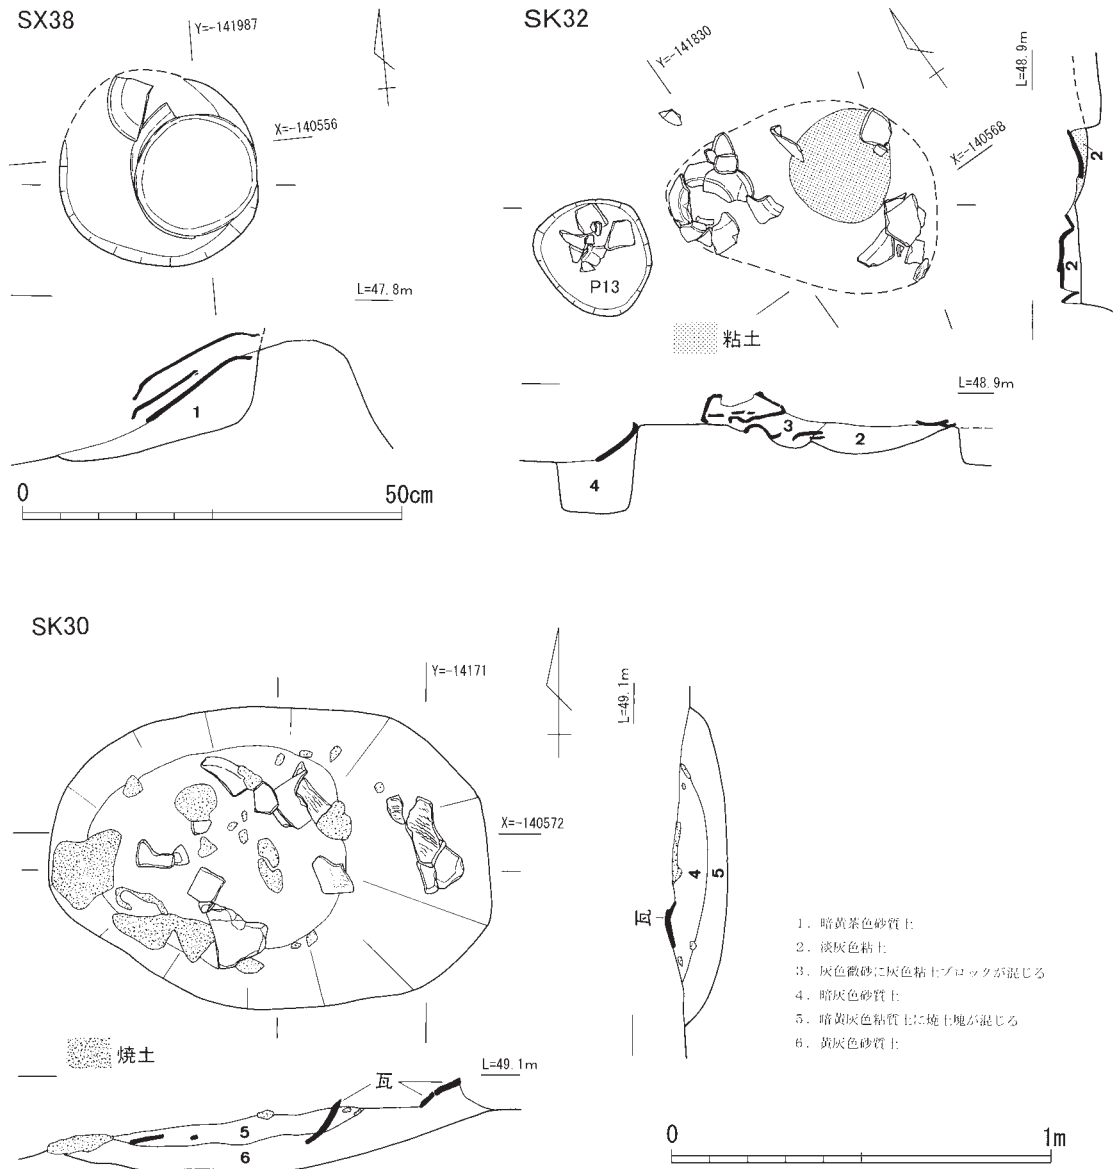 SX38
Y=-141987
X=-140556
L=47.8m
1
0 50cm
SK32
Y=-141830
X=-140568
L=48.9m
2
2
P13
粘土
L=48.9m
3
2
4
SK30
Y=-14171
X=-140572
L=49.1m
4
5
瓦
焼土
瓦
L=49.1m
5
6
1．暗黄茶色砂質土
2．淡灰色粘土
3．灰色微砂に灰色粘土ブロックが混じる
4．暗灰色砂質土
5．暗黄灰色粘質土に焼土塊が混じる
6．黄灰色砂質土
0 1m